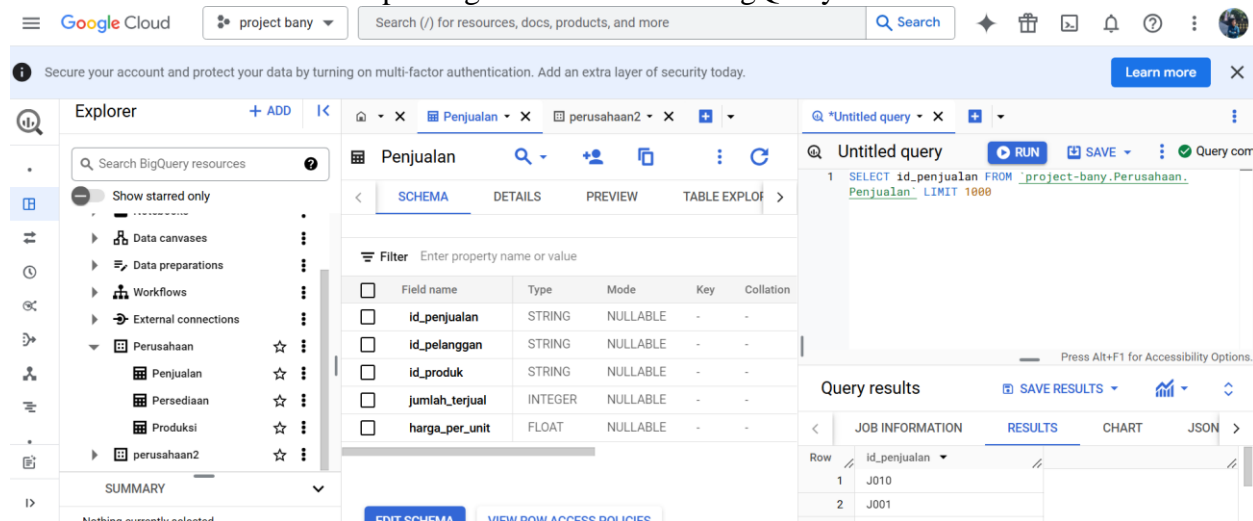 Google Cloud
project bany
Search (/) for resources, docs, products, and more
Search
Secure your account and protect your data by turning on multi-factor authentication. Add an extra layer of security today.
Learn more
Explorer
+ ADD
Search BigQuery resources
Show starred only
Data canvases
Data preparations
Workflows
External connections
Perusahaan
Penjualan
Persediaan
Produksi
perusahaan2
SUMMARY
Nothing currently selected
Penjualan
perusahaan2
Penjualan
SCHEMA DETAILS PREVIEW TABLE EXPLOR
Filter Enter property name or value
Field name Type Mode Key Collation
id_penjualan STRING NULLABLE - -
id_pelanggan STRING NULLABLE - -
id_produk STRING NULLABLE - -
jumlah_terjual INTEGER NULLABLE - -
harga_per_unit FLOAT NULLABLE - -
EDIT SCHEMA VIEW ROW ACCESS POLICIES
*Untitled query
Untitled query
RUN
SAVE
Query com
1 SELECT id_penjualan FROM `project-bany.Perusahaan.
Penjualan` LIMIT 1000
Press Alt+F1 for Accessibility Options.
Query results
SAVE RESULTS
JOB INFORMATION RESULTS CHART JSON
Row id_penjualan
1 J010
2 J001